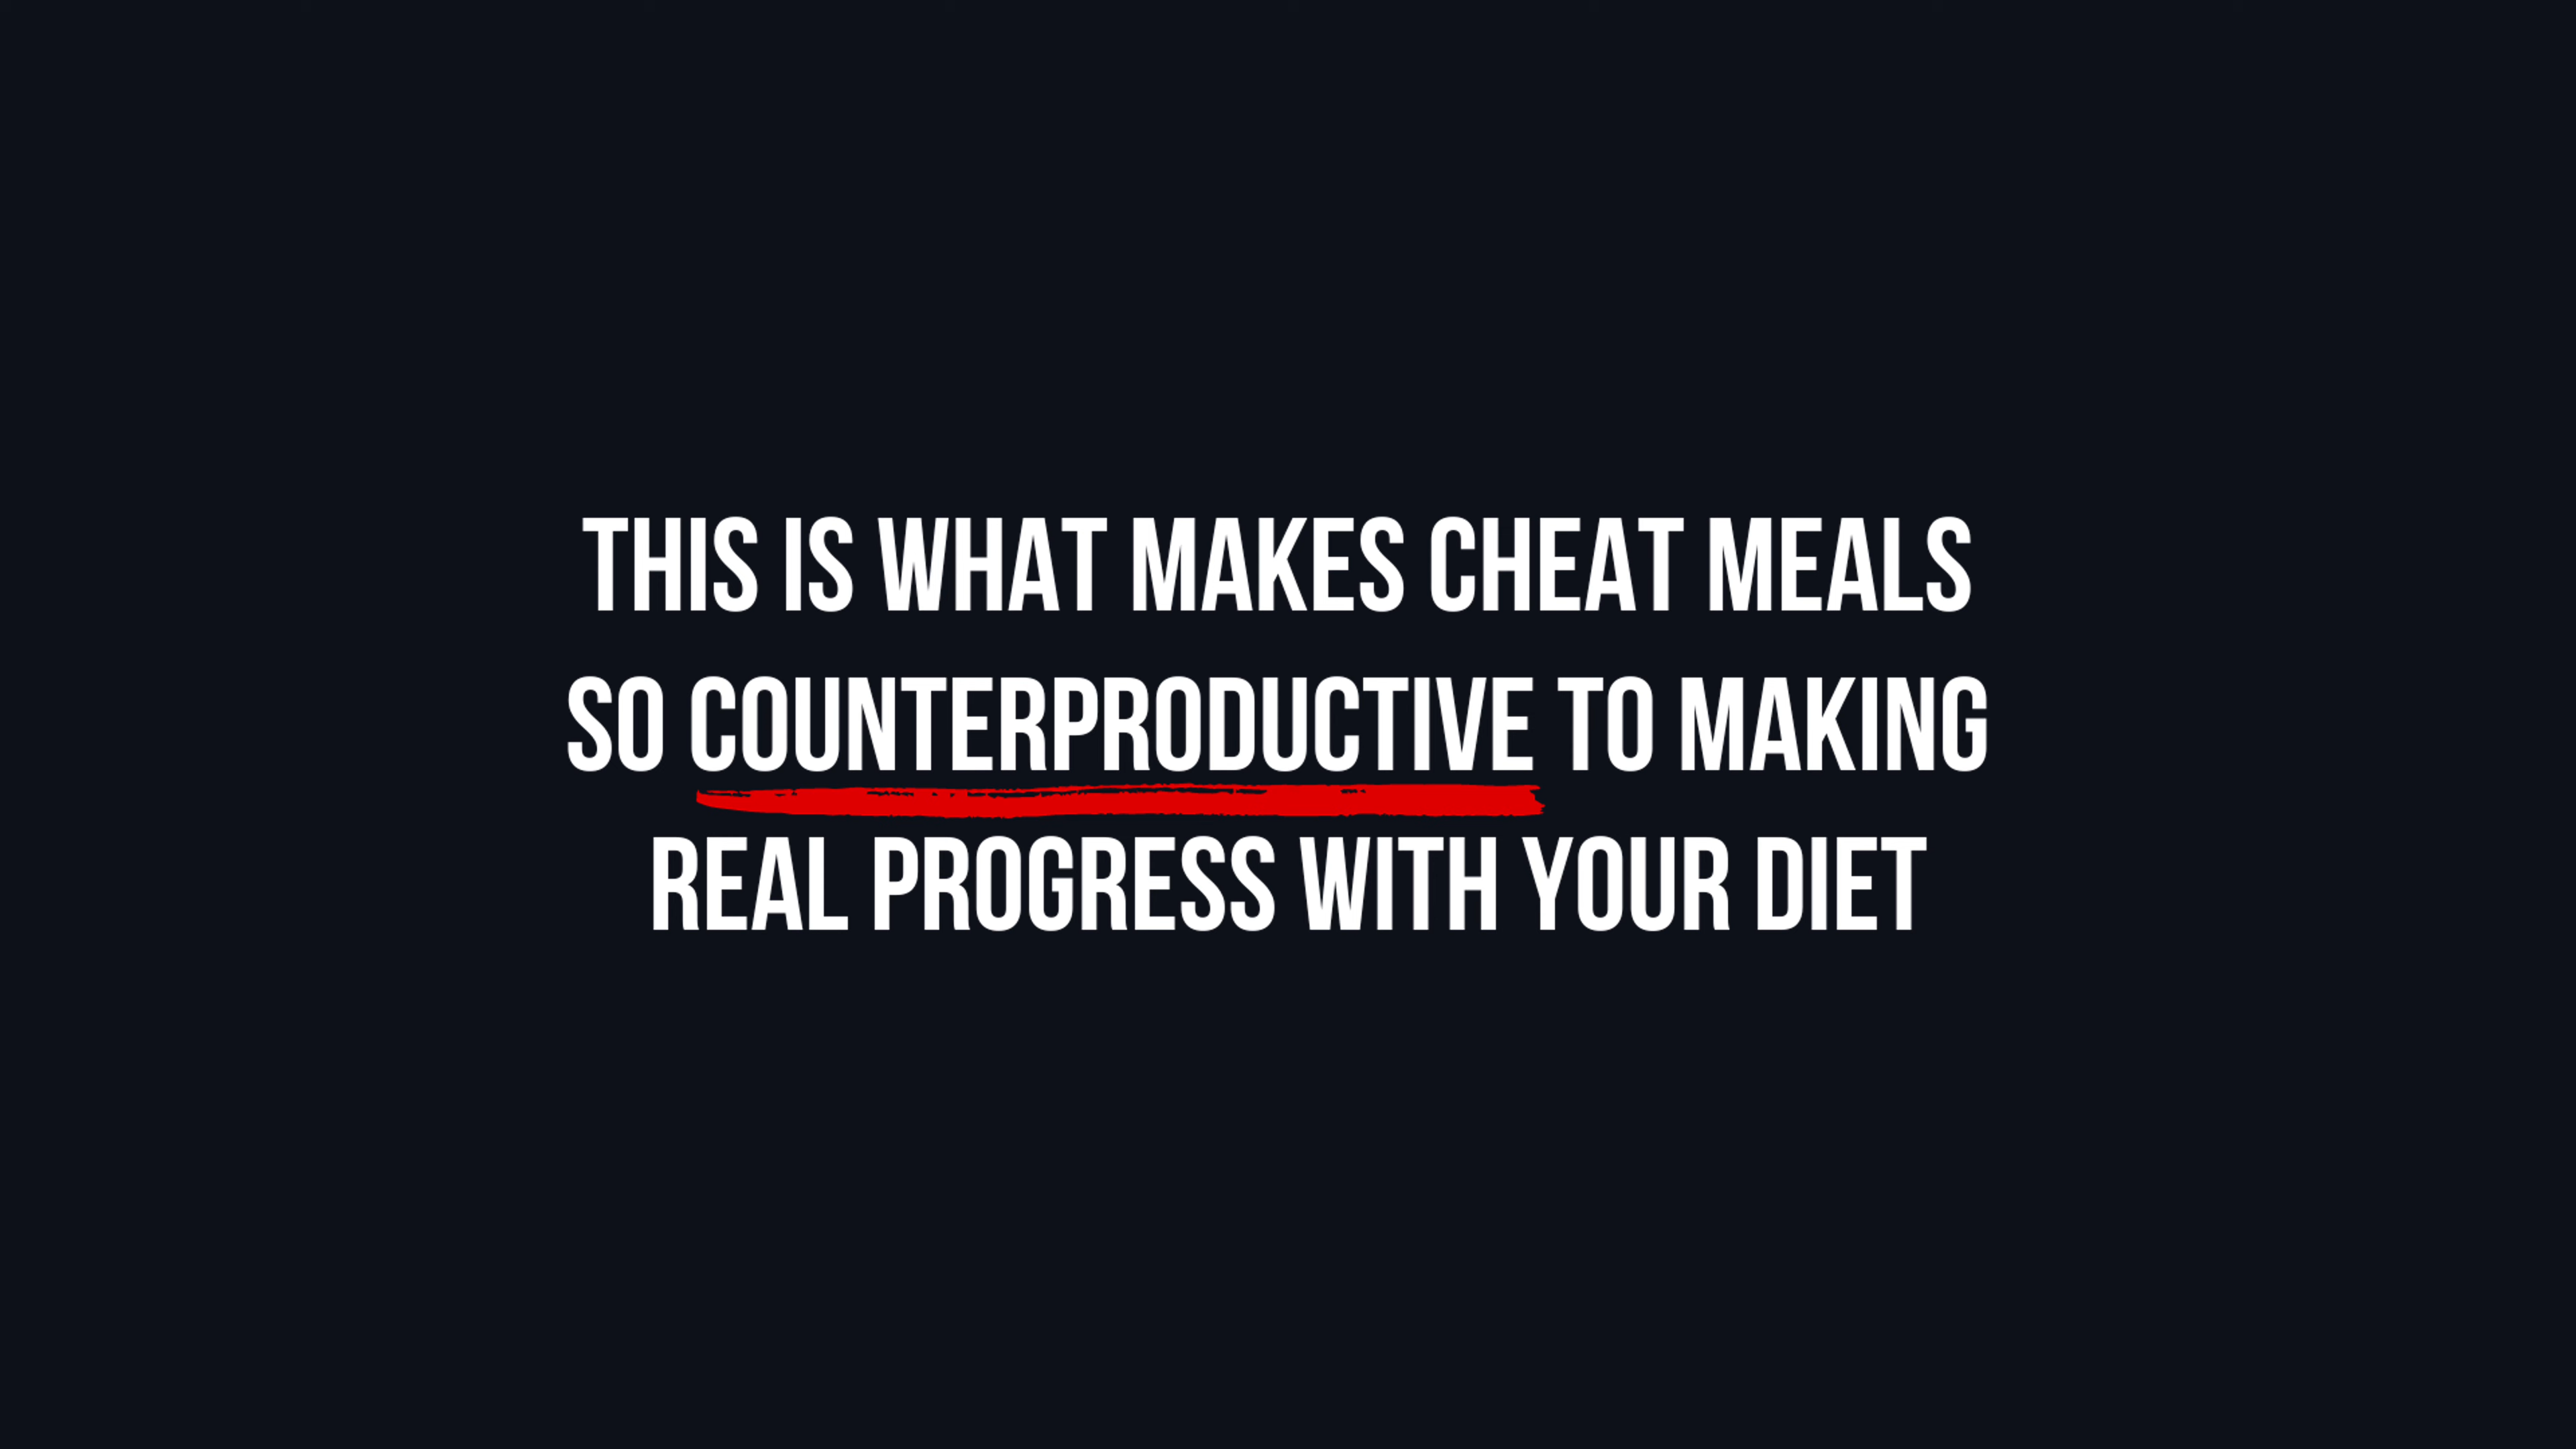 THIS IS WHAT MAKES CHEAT MEALS
SO COUNTERPRODUCTIVE TO MAKING
REAL PROGRESS WITH YOUR DIET